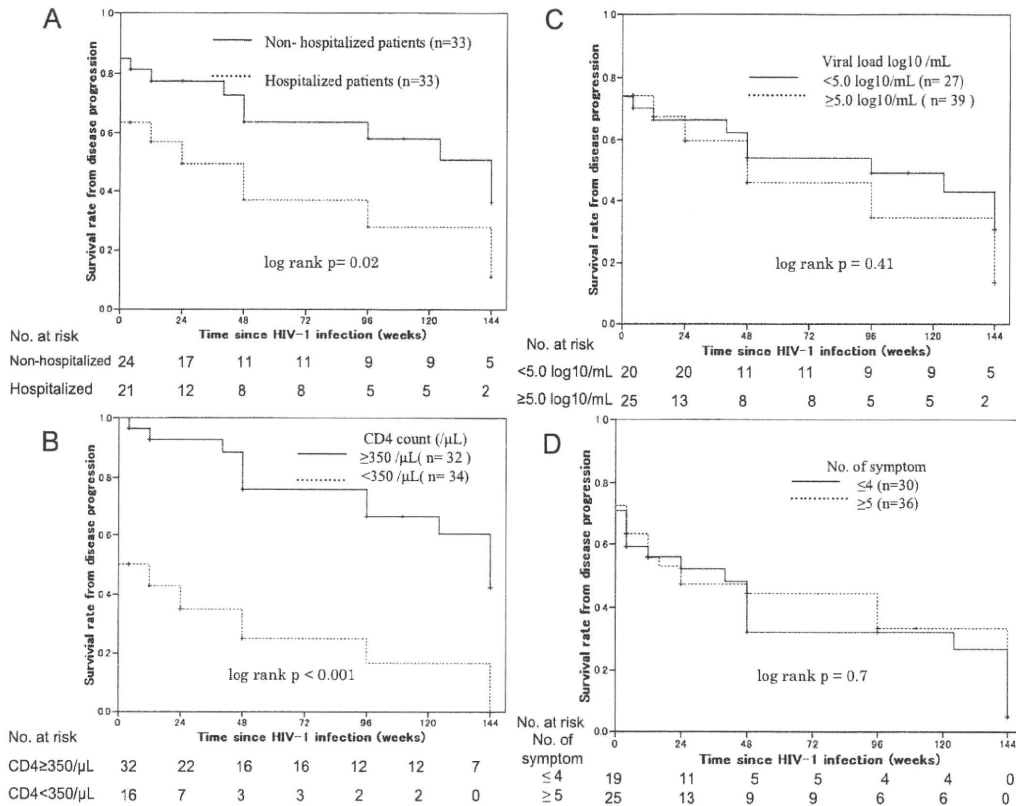 A
Survival rate from disease progression
1.0
0.8
0.6
0.4
0.2
0.0
Non- hospitalized patients (n=33)
Hospitalized patients (n=33)
log rank p= 0.02
0 24 48 72 96 120 144
Time since HIV-1 infection (weeks)
No. at risk
Non-hospitalized 24 17 11 11 9 9 5
Hospitalized 21 12 8 8 5 5 2
B
Survivial rate from disease progression
1.0
0.8
0.6
0.4
0.2
0.0
CD4 count (/μL)
≥350 /μL( n= 32 )
<350 /μL( n= 34)
log rank p < 0.001
0 24 48 72 96 120 144
Time since HIV-1 infection (weeks)
No. at risk
CD4≥350/μL 32 22 16 16 12 12 7
CD4<350/μL 16 7 3 3 2 2 0
C
Survival rate from disease progression
1.0
0.8
0.6
0.4
0.2
0.0
Viral load log10 /mL
<5.0 log10/mL (n= 27)
≥5.0 log10/mL ( n= 39 )
log rank p = 0.41
0 24 48 72 96 120 144
Time since HIV-1 infection (weeks)
No. at risk
<5.0 log10/mL 20 20 11 11 9 9 5
≥5.0 log10/mL 25 13 8 8 5 5 2
D
Survival rate from disease progression
1.0
0.8
0.6
0.4
0.2
0.0
No. of symptom
≤4 (n=30)
≥5 (n=36)
log rank p = 0.7
0 24 48 72 96 120 144
Time since HIV-1 infection (weeks)
No. at risk
No. of
symptom
≤ 4 19 11 5 5 4 4 0
≥ 5 25 13 9 9 6 6 0